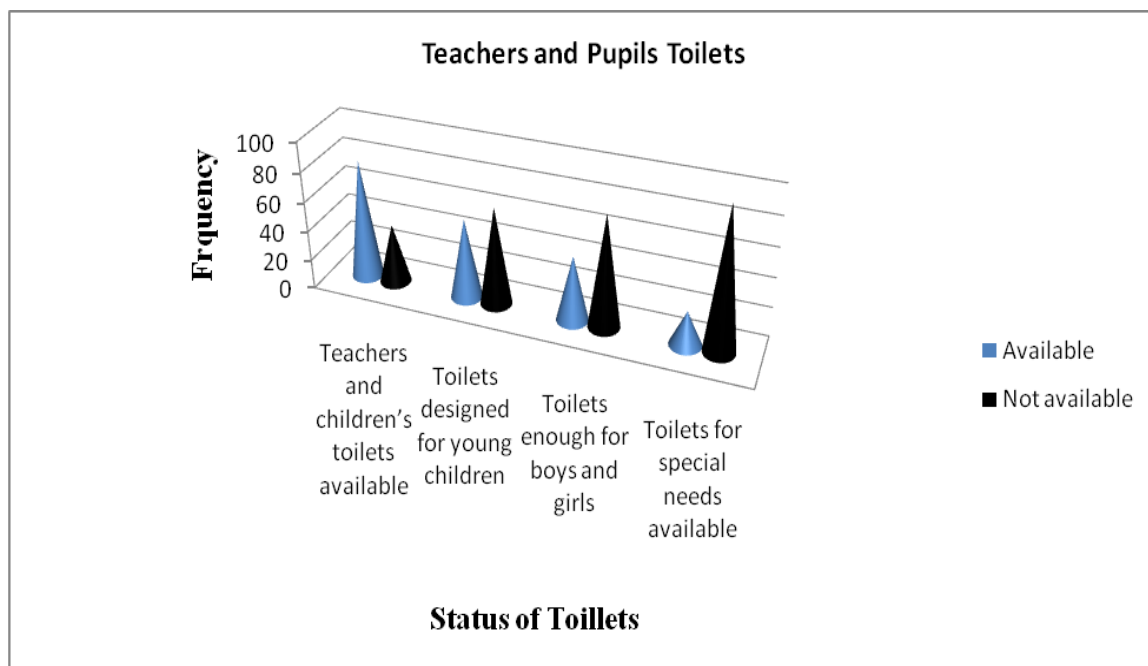 Teachers and Pupils Toilets
Frquency
100
80
60
40
20
0
Teachers
and
children's
toilets
available
Toilets
designed
for young
children
Toilets
enough for
boys and
girls
Toilets for
special
needs
available
Available
Not available
Status of Toillets